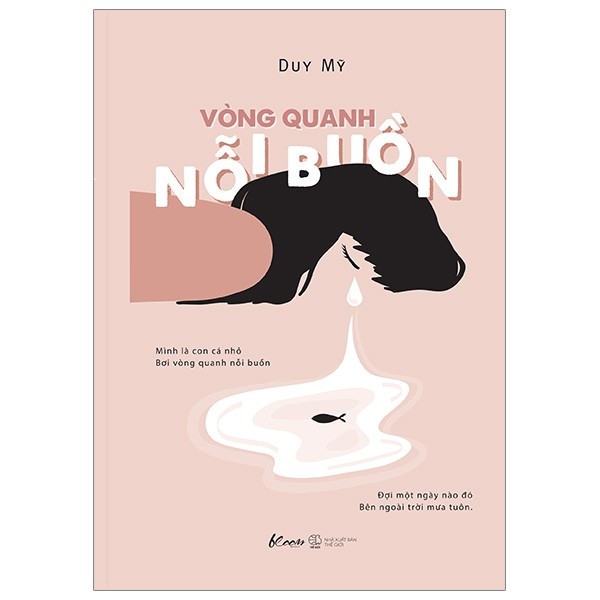 DUY MỸ
VÒNG QUANH
NỖI BUỒN
Mình là con cá nhỏ
Bơi vòng quanh nỗi buồn
Đợi một ngày nào đó
Bên ngoài trời mưa tuôn.
bloom
NHÀ XUẤT BẢN
THẾ GIỚI